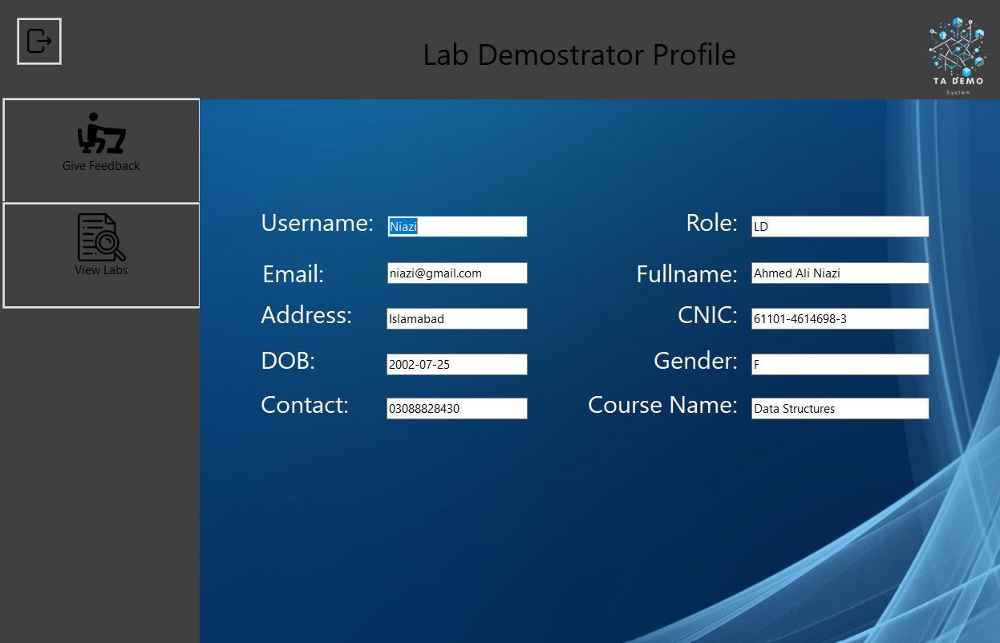 Lab Demostrator Profile
TA DEMO
System
Give Feedback
View Labs
Username: Niazi
Role: LD
Email: niazi@gmail.com
Fullname: Ahmed Ali Niazi
Address: Islamabad
CNIC: 61101-4614698-3
DOB: 2002-07-25
Gender: F
Contact: 03088828430
Course Name: Data Structures